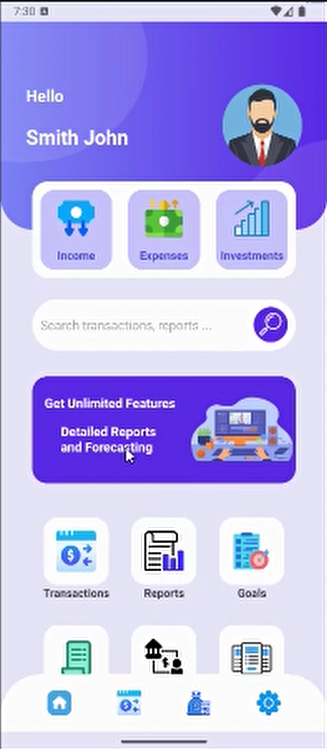 7:30
Hello
Smith John
Income Expenses Investments
Search transactions, reports ...
Get Unlimited Features
Detailed Reports
and Forecasting
Transactions Reports Goals